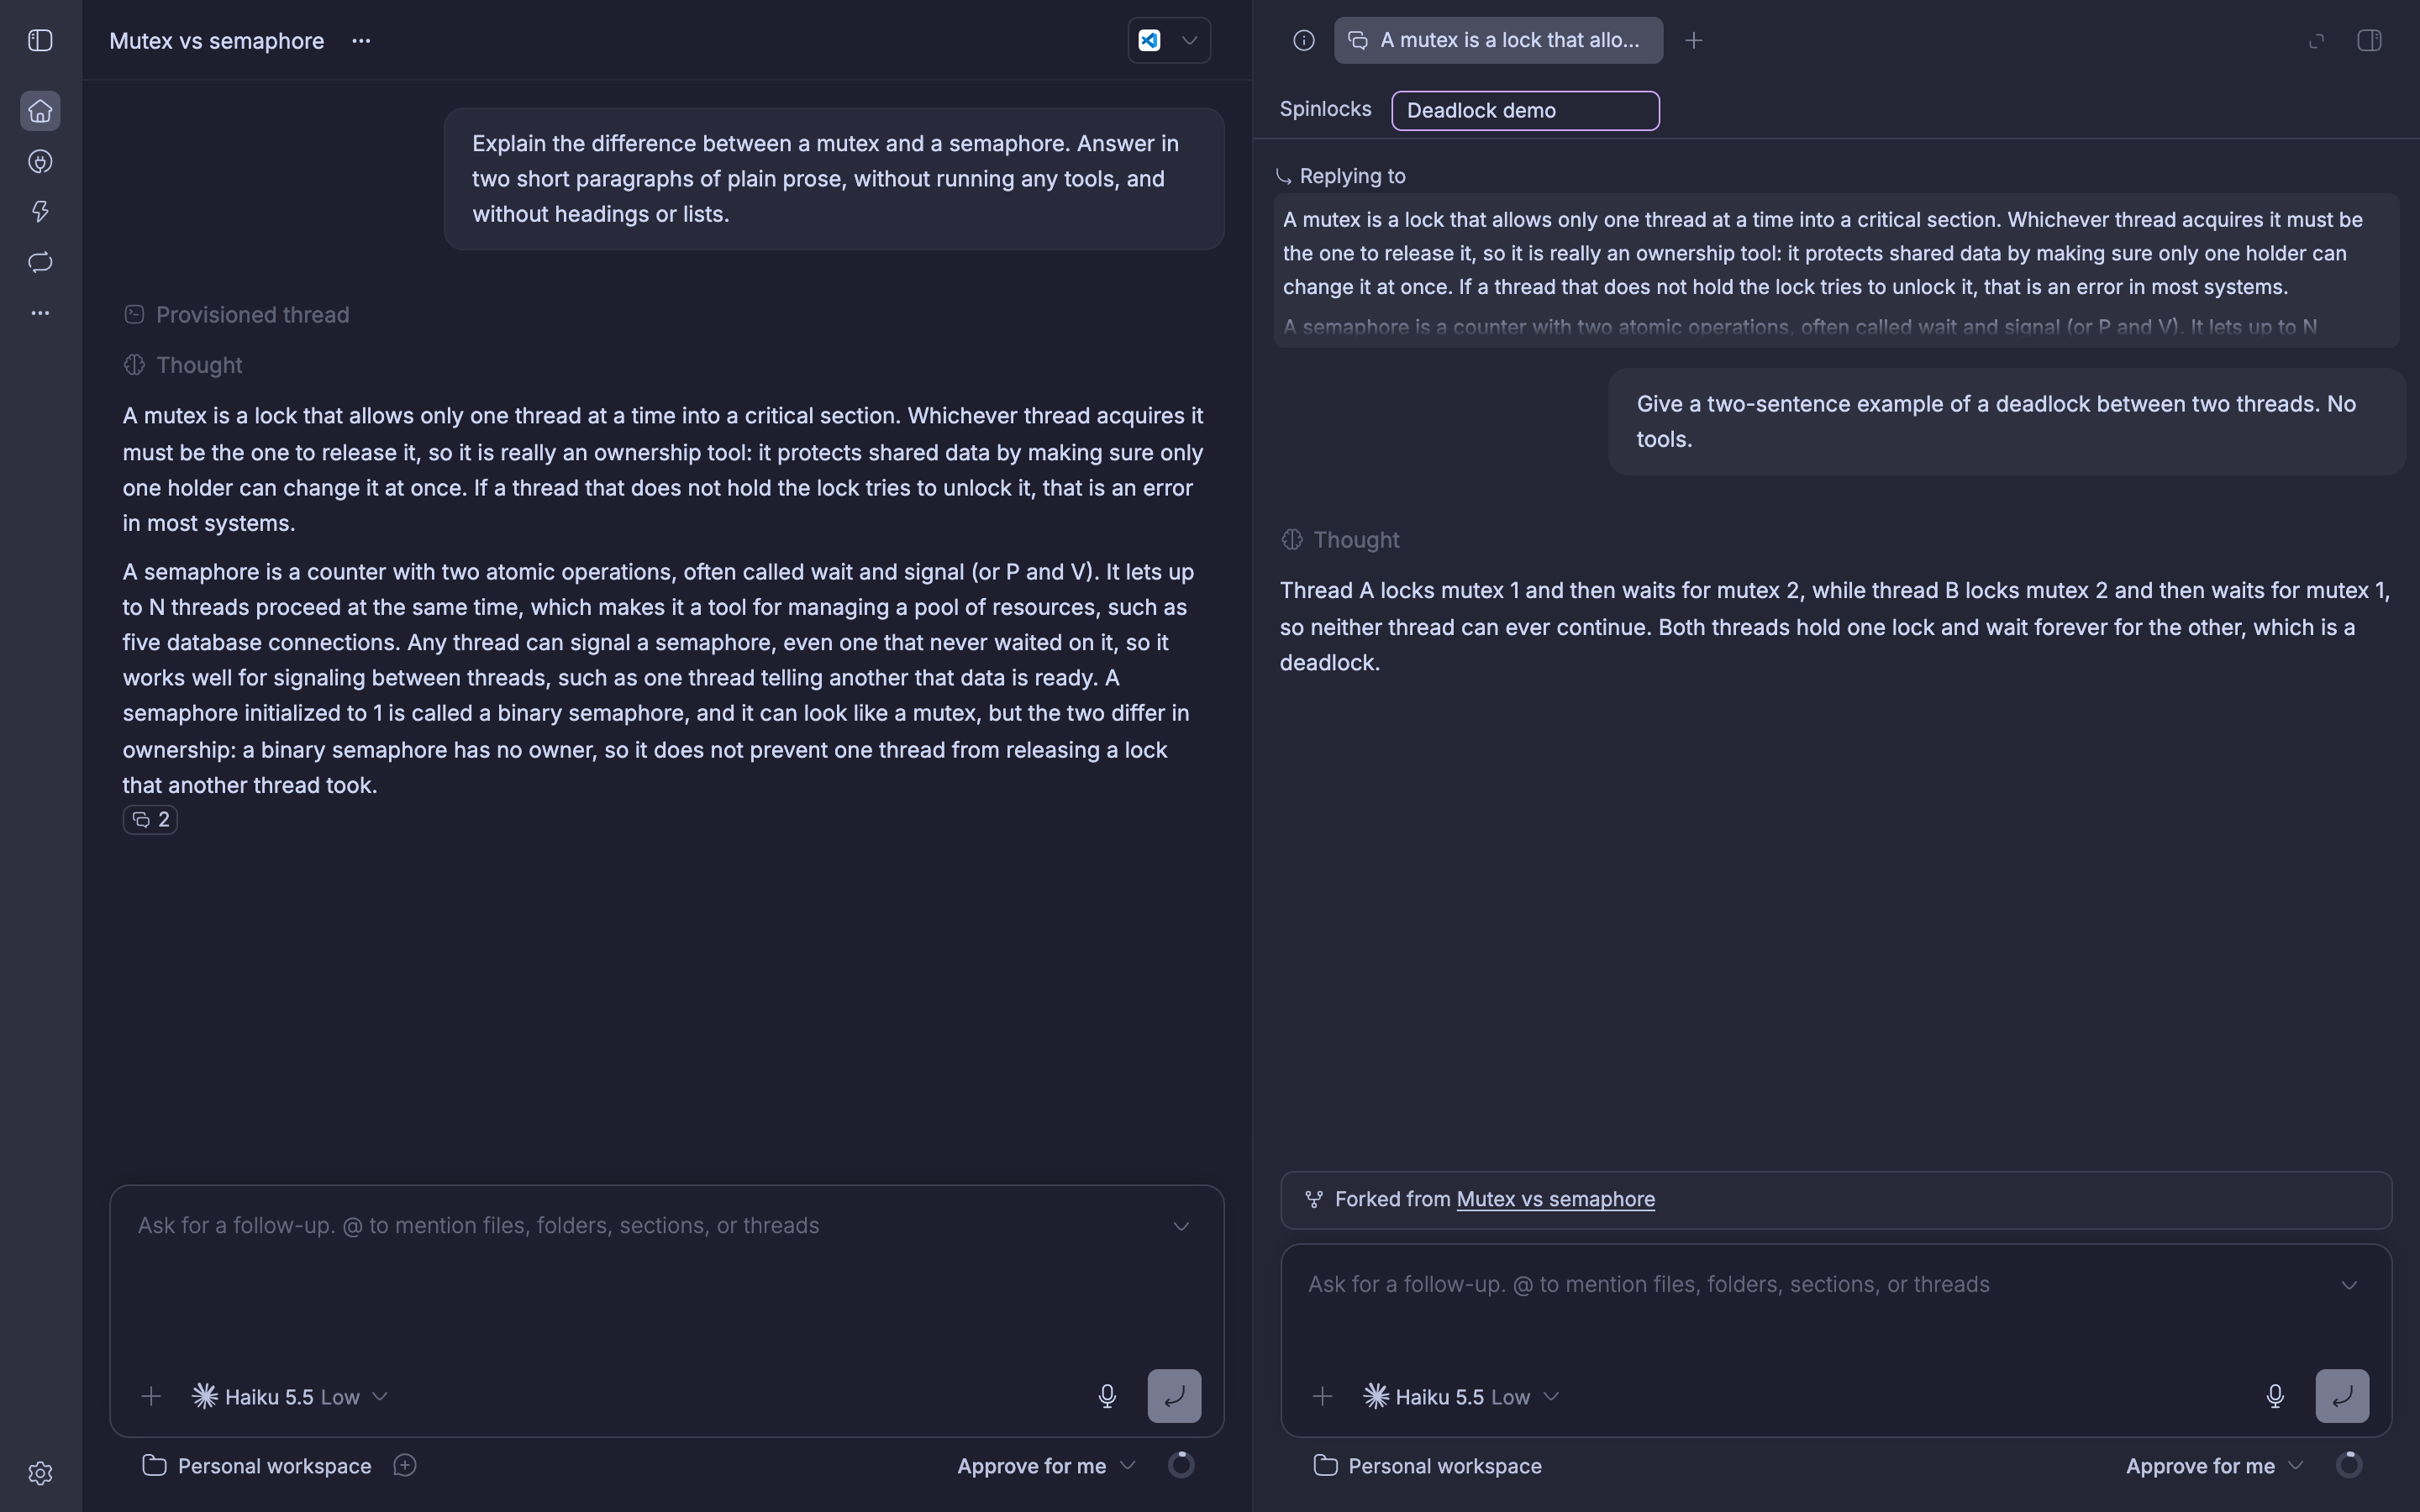 Mutex vs semaphore
Explain the difference between a mutex and a semaphore. Answer in
two short paragraphs of plain prose, without running any tools, and
without headings or lists.
Provisioned thread
Thought
A mutex is a lock that allows only one thread at a time into a critical section. Whichever thread acquires it
must be the one to release it, so it is really an ownership tool: it protects shared data by making sure only
one holder can change it at once. If a thread that does not hold the lock tries to unlock it, that is an error
in most systems.
A semaphore is a counter with two atomic operations, often called wait and signal (or P and V). It lets up
to N threads proceed at the same time, which makes it a tool for managing a pool of resources, such as
five database connections. Any thread can signal a semaphore, even one that never waited on it, so it
works well for signaling between threads, such as one thread telling another that data is ready. A
semaphore initialized to 1 is called a binary semaphore, and it can look like a mutex, but the two differ in
ownership: a binary semaphore has no owner, so it does not prevent one thread from releasing a lock
that another thread took.
2
Ask for a follow-up. @ to mention files, folders, sections, or threads
Haiku 5.5 Low
Personal workspace
Approve for me
A mutex is a lock that allo...
Spinlocks
Deadlock demo
Replying to
A mutex is a lock that allows only one thread at a time into a critical section. Whichever thread acquires it must be
the one to release it, so it is really an ownership tool: it protects shared data by making sure only one holder can
change it at once. If a thread that does not hold the lock tries to unlock it, that is an error in most systems.
A semaphore is a counter with two atomic operations, often called wait and signal (or P and V). It lets up to N
Give a two-sentence example of a deadlock between two threads. No
tools.
Thought
Thread A locks mutex 1 and then waits for mutex 2, while thread B locks mutex 2 and then waits for mutex 1,
so neither thread can ever continue. Both threads hold one lock and wait forever for the other, which is a
deadlock.
Forked from Mutex vs semaphore
Ask for a follow-up. @ to mention files, folders, sections, or threads
Haiku 5.5 Low
Personal workspace
Approve for me